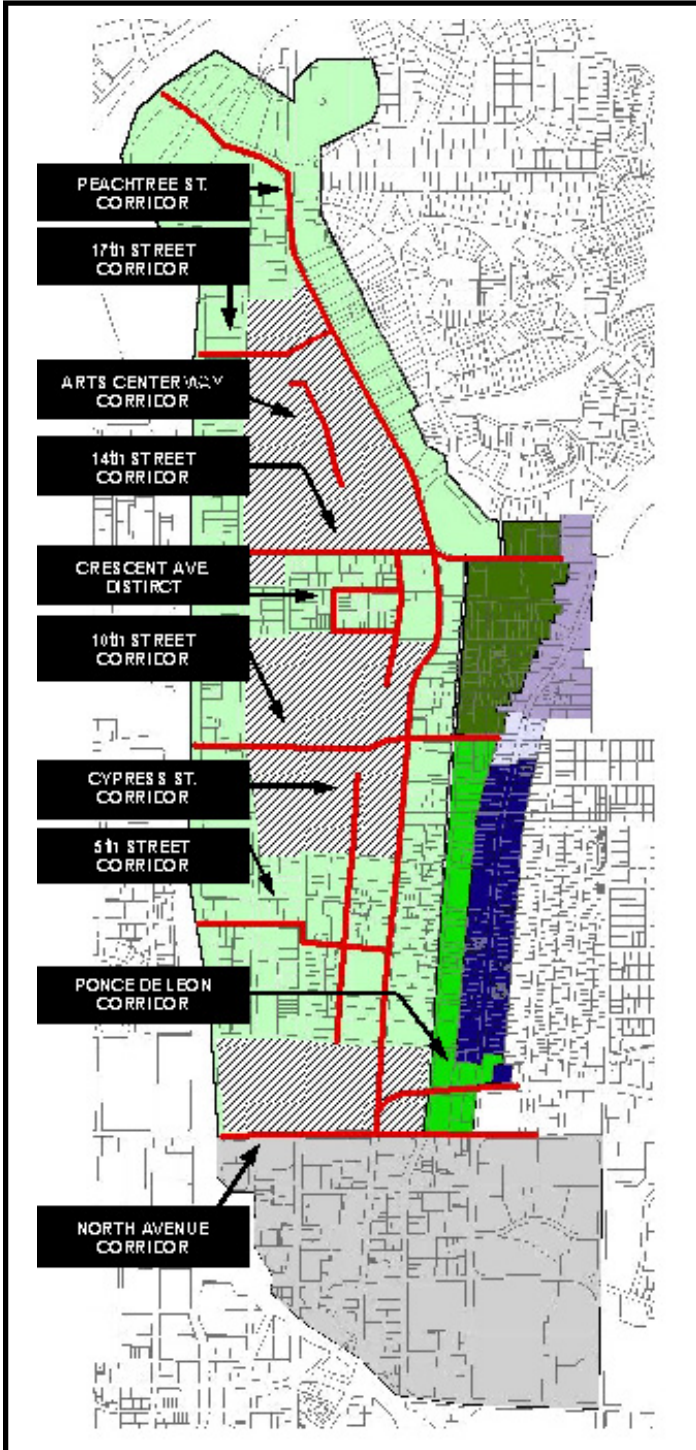 PEACHTREE ST.
CORRIDOR
17th STREET
CORRIDOR
ARTS CENTER WAY
CORRIDOR
14th STREET
CORRIDOR
CRESCENT AVE.
DISTIRCT
10th STREET
CORRIDOR
CYPRESS ST.
CORRIDOR
5th STREET
CORRIDOR
PONCE DE LEON
CORRIDOR
NORTH AVENUE
CORRIDOR